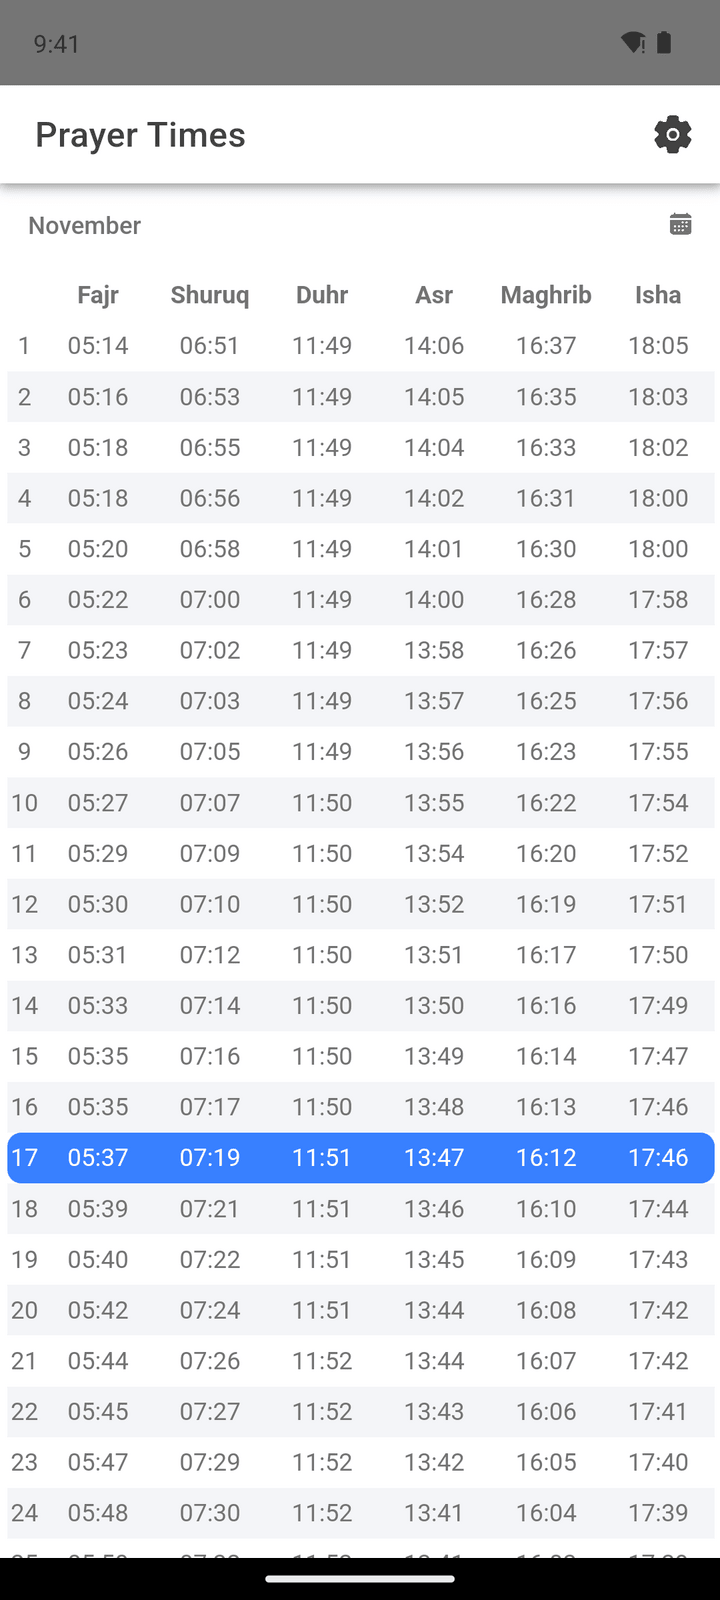 9:41
Prayer Times
November
Fajr Shuruq Duhr Asr Maghrib Isha
1 05:14 06:51 11:49 14:06 16:37 18:05
2 05:16 06:53 11:49 14:05 16:35 18:03
3 05:18 06:55 11:49 14:04 16:33 18:02
4 05:18 06:56 11:49 14:02 16:31 18:00
5 05:20 06:58 11:49 14:01 16:30 18:00
6 05:22 07:00 11:49 14:00 16:28 17:58
7 05:23 07:02 11:49 13:58 16:26 17:57
8 05:24 07:03 11:49 13:57 16:25 17:56
9 05:26 07:05 11:49 13:56 16:23 17:55
10 05:27 07:07 11:50 13:55 16:22 17:54
11 05:29 07:09 11:50 13:54 16:20 17:52
12 05:30 07:10 11:50 13:52 16:19 17:51
13 05:31 07:12 11:50 13:51 16:17 17:50
14 05:33 07:14 11:50 13:50 16:16 17:49
15 05:35 07:16 11:50 13:49 16:14 17:47
16 05:35 07:17 11:50 13:48 16:13 17:46
17 05:37 07:19 11:51 13:47 16:12 17:46
18 05:39 07:21 11:51 13:46 16:10 17:44
19 05:40 07:22 11:51 13:45 16:09 17:43
20 05:42 07:24 11:51 13:44 16:08 17:42
21 05:44 07:26 11:52 13:44 16:07 17:42
22 05:45 07:27 11:52 13:43 16:06 17:41
23 05:47 07:29 11:52 13:42 16:05 17:40
24 05:48 07:30 11:52 13:41 16:04 17:39